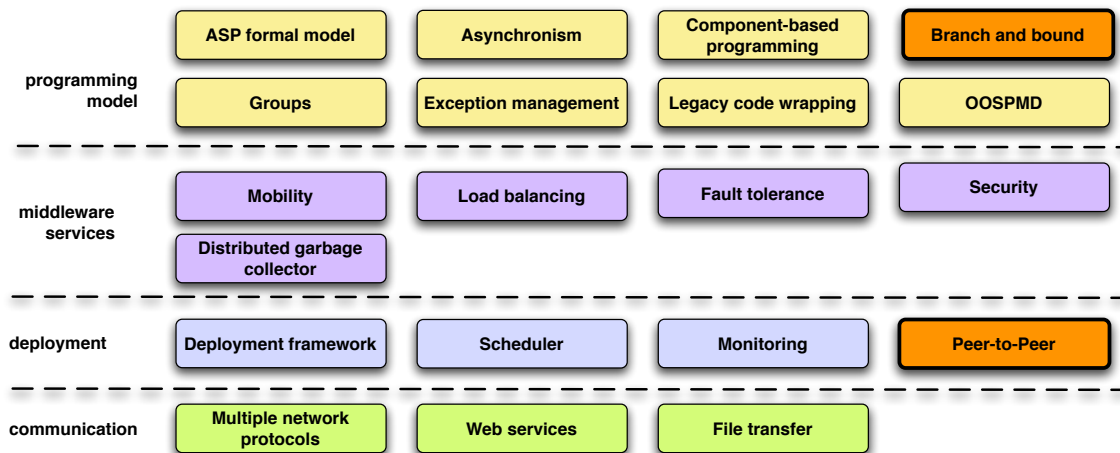 ASP formal model
Asynchronism
Component-based
programming
Branch and bound
programming
model
Groups
Exception management
Legacy code wrapping
OOSPMD
middleware
services
Mobility
Load balancing
Fault tolerance
Security
Distributed garbage
collector
deployment
Deployment framework
Scheduler
Monitoring
Peer-to-Peer
communication
Multiple network
protocols
Web services
File transfer